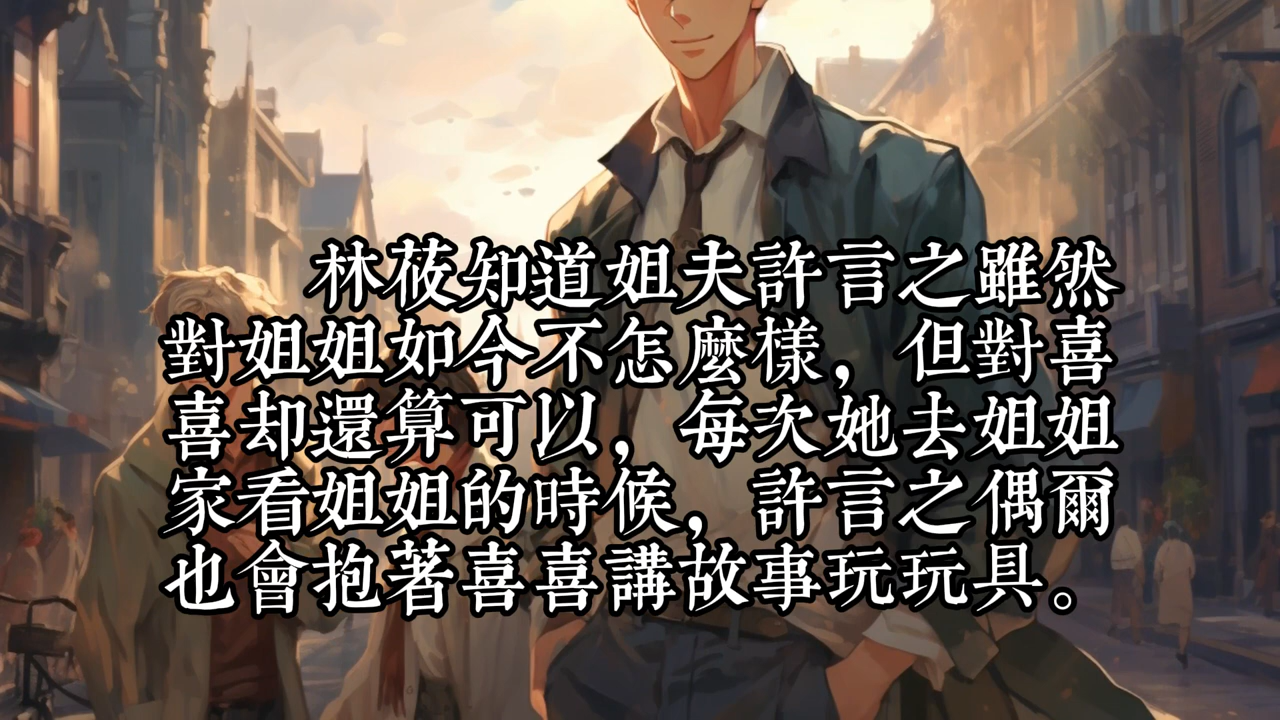 林莜知道姐夫許言之雖然
對姐姐如今不怎麼樣，但對喜
喜却還算可以，每次她去姐姐
家看姐姐的時候，許言之偶爾
也會抱著喜喜講故事玩玩具。